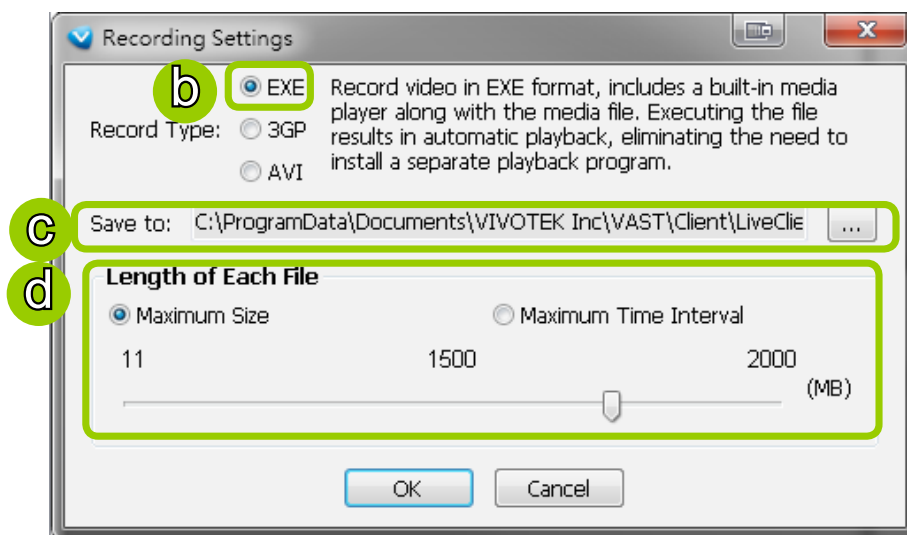 Recording Settings
b
EXE
Record Type:
3GP
AVI
Record video in EXE format, includes a built-in media
player along with the media file. Executing the file
results in automatic playback, eliminating the need to
install a separate playback program.
c
Save to: C:\ProgramData\Documents\VIVOTEK Inc\VAST\Client\LiveClie ...
d
Length of Each File
Maximum Size Maximum Time Interval
11 1500 2000
(MB)
OK Cancel